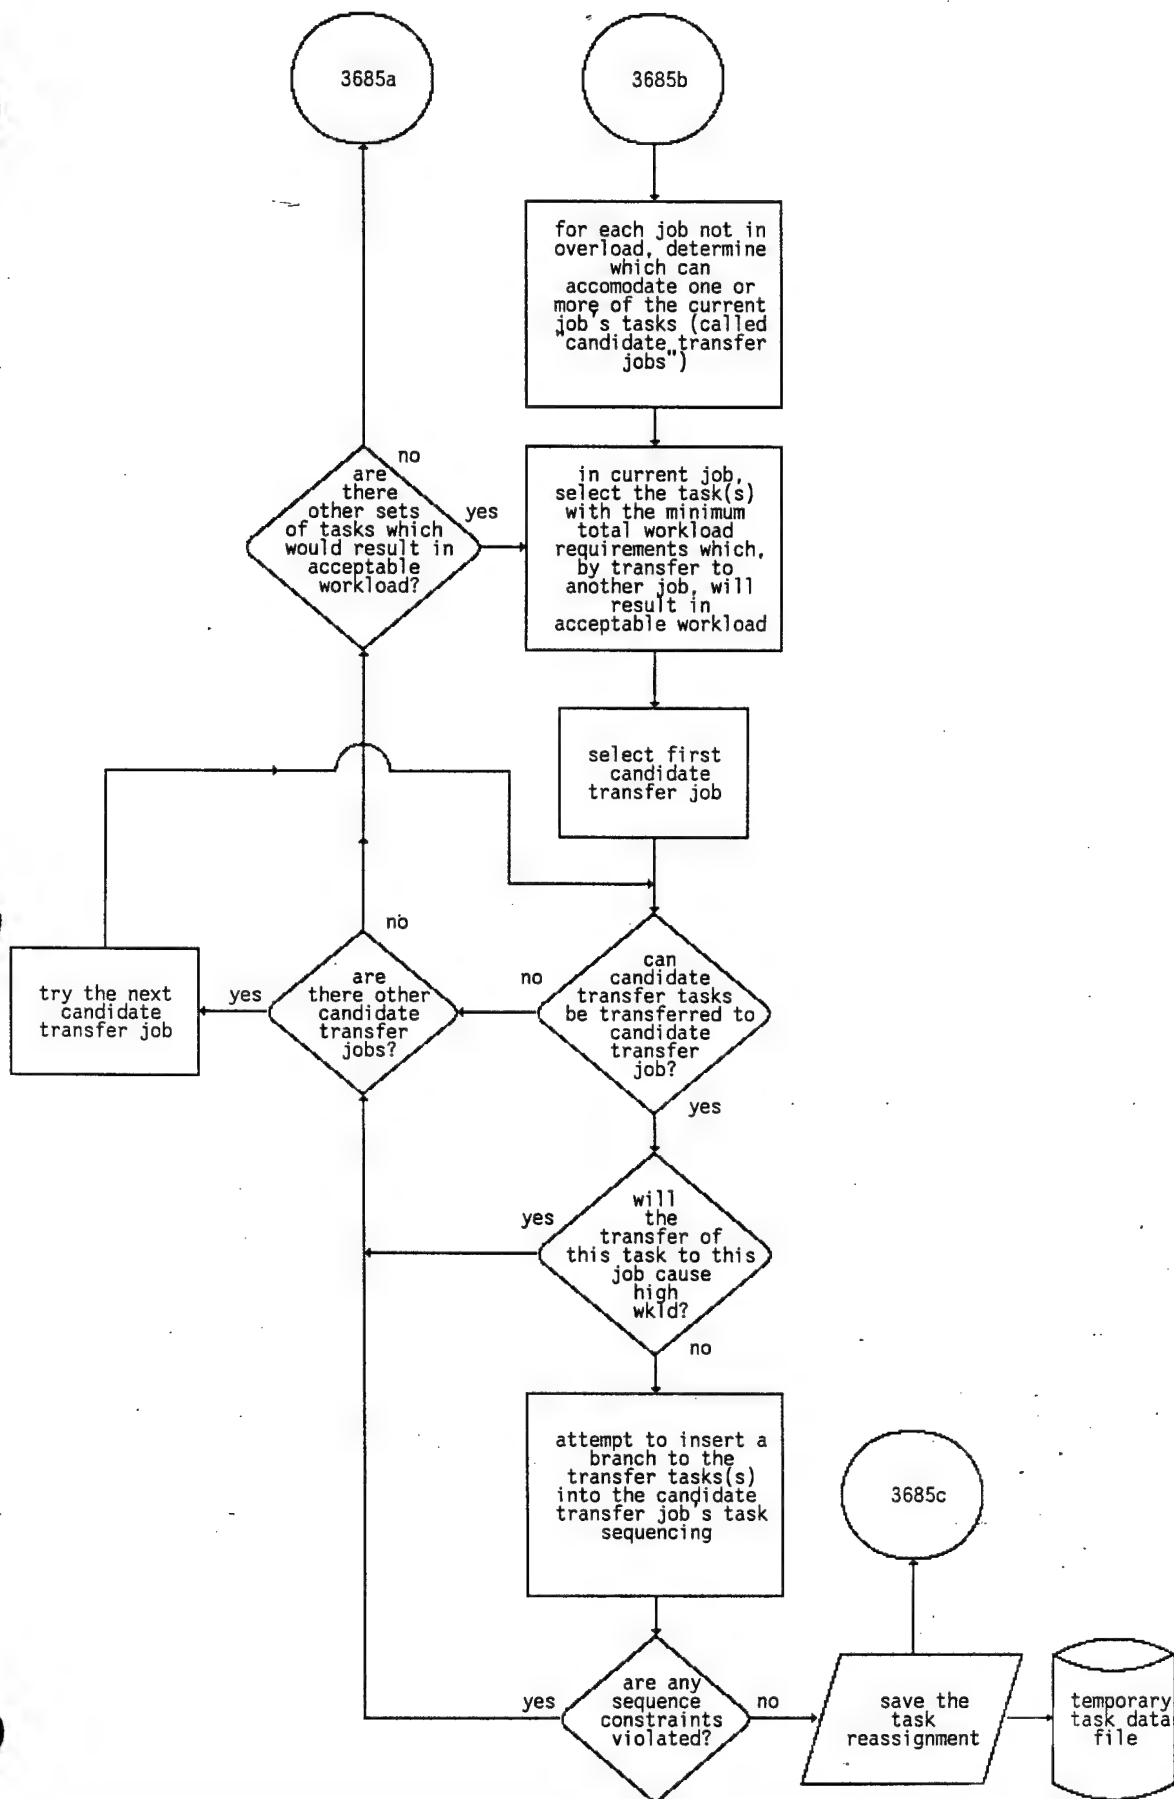 3685a
3685b
for each job not in
overload, determine
which can
accomodate one or
more of the current
job's tasks (called
"candidate transfer
jobs")
no
are
there
other sets
of tasks which
would result in
acceptable
workload?
yes
in current job,
select the task(s)
with the minimum
total workload
requirements which,
by transfer to
another job, will
result in
acceptable workload
select first
candidate
transfer job
try the next
candidate
transfer job
yes
no
are
there other
candidate
transfer
jobs?
no
can
candidate
transfer tasks
be transferred to
candidate
transfer
job?
yes
yes
will
the
transfer of
this task to this
job cause
high
wkld?
no
attempt to insert a
branch to the
transfer tasks(s)
into the candidate
transfer job's task
sequencing
3685c
yes
are any
sequence
constraints
violated?
no
save the
task
reassignment
temporary
task data
file